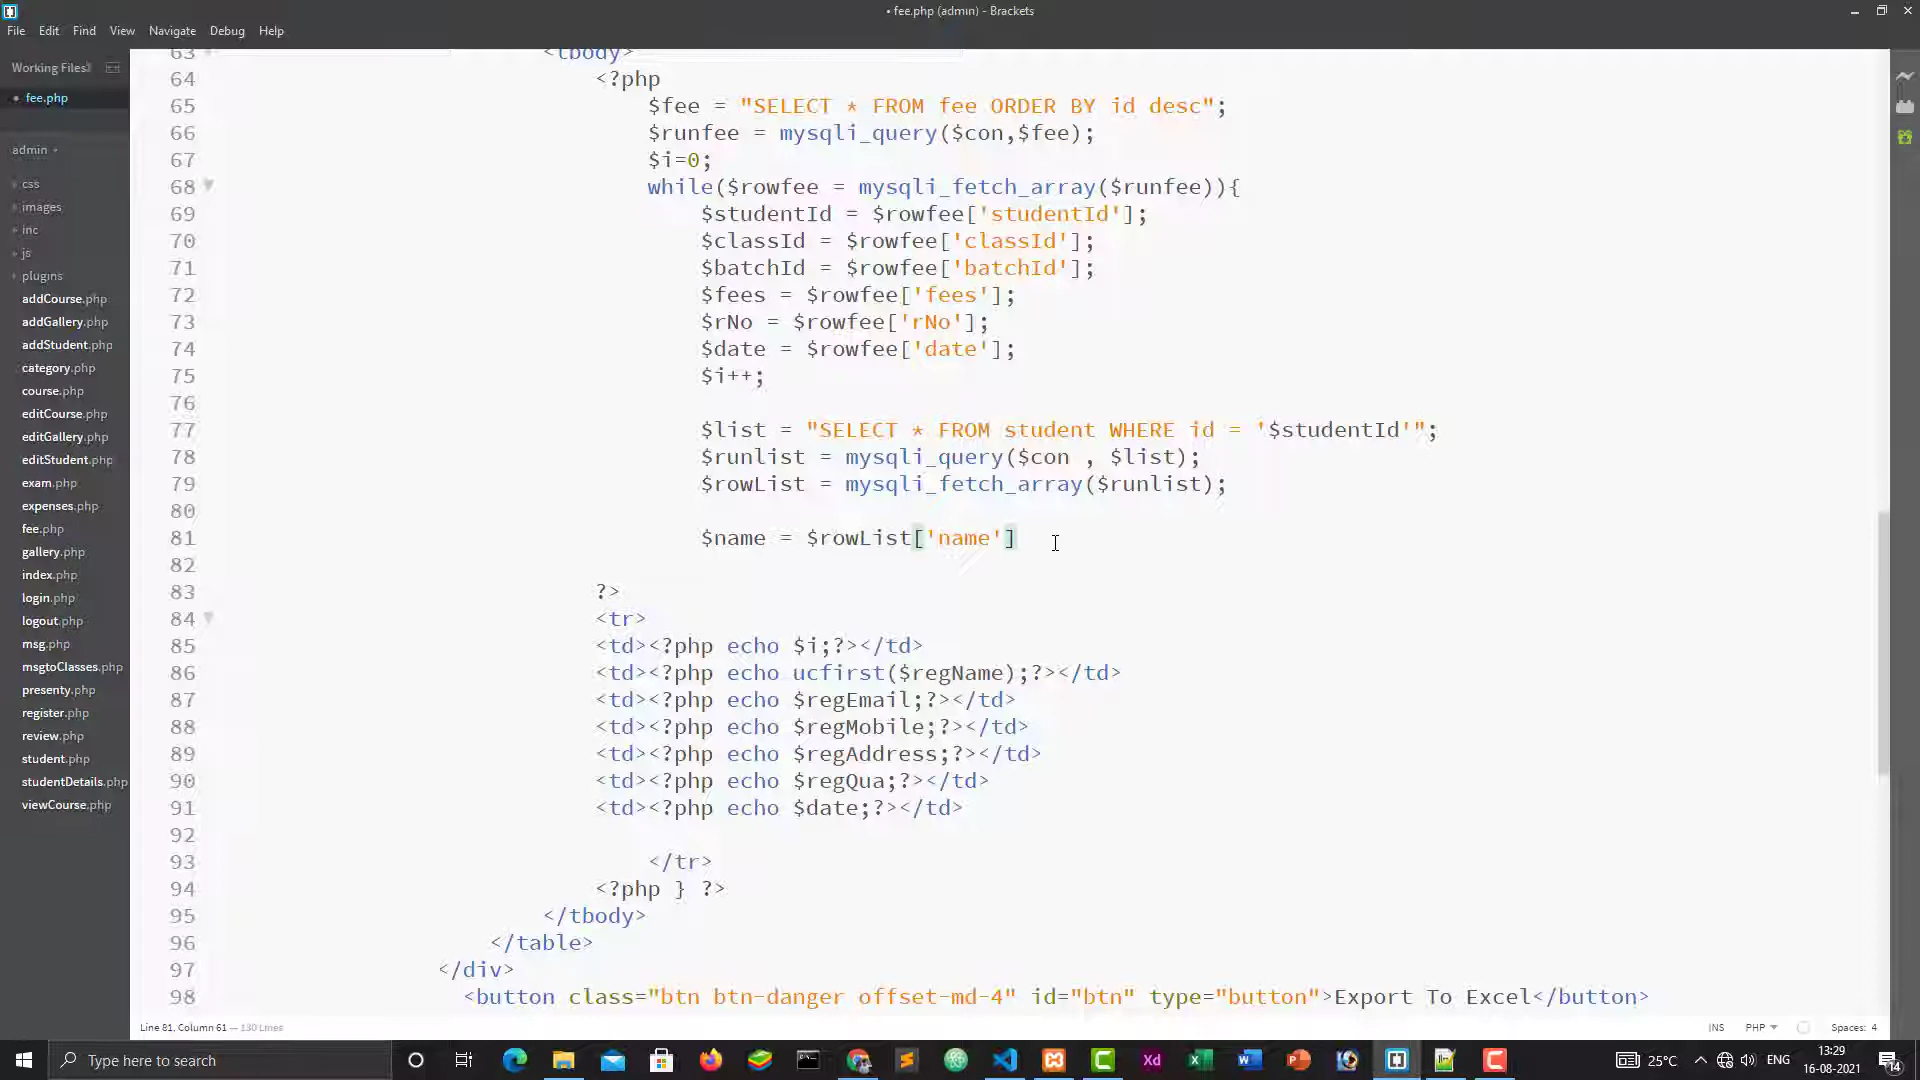 • fee.php (admin) - Brackets
File Edit Find View Navigate Debug Help
Working Files
• fee.php
admin
css
images
inc
js
plugins
addCourse.php
addGallery.php
addStudent.php
category.php
course.php
editCourse.php
editGallery.php
editStudent.php
exam.php
expenses.php
fee.php
gallery.php
index.php
login.php
logout.php
msg.php
msgtoClasses.php
presenty.php
register.php
review.php
student.php
studentDetails.php
viewCourse.php
63 <tbody>
64 <?php
65 $fee = "SELECT * FROM fee ORDER BY id desc";
66 $runfee = mysqli_query($con,$fee);
67 $i=0;
68 while($rowfee = mysqli_fetch_array($runfee)){
69 $studentId = $rowfee['studentId'];
70 $classId = $rowfee['classId'];
71 $batchId = $rowfee['batchId'];
72 $fees = $rowfee['fees'];
73 $rNo = $rowfee['rNo'];
74 $date = $rowfee['date'];
75 $i++;
76
77 $list = "SELECT * FROM student WHERE id = '$studentId'";
78 $runlist = mysqli_query($con , $list);
79 $rowList = mysqli_fetch_array($runlist);
80
81 $name = $rowList['name']
82
83 ?>
84 <tr>
85 <td><?php echo $i;?></td>
86 <td><?php echo ucfirst($regName);?></td>
87 <td><?php echo $regEmail;?></td>
88 <td><?php echo $regMobile;?></td>
89 <td><?php echo $regAddress;?></td>
90 <td><?php echo $regQua;?></td>
91 <td><?php echo $date;?></td>
92
93 </tr>
94 <?php } ?>
95 </tbody>
96 </table>
97 </div>
98 <button class="btn btn-danger offset-md-4" id="btn" type="button">Export To Excel</button>
Line 81, Column 61 — 130 Lines
INS PHP Spaces: 4
Type here to search
Xd
25°C
ENG
13:29
16-08-2021
14